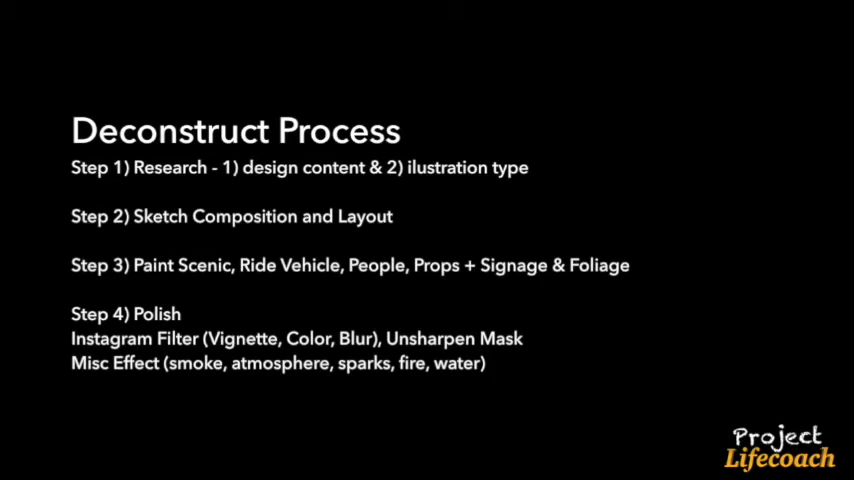 Deconstruct Process
Step 1) Research - 1) design content & 2) ilustration type
Step 2) Sketch Composition and Layout
Step 3) Paint Scenic, Ride Vehicle, People, Props + Signage & Foliage
Step 4) Polish
Instagram Filter (Vignette, Color, Blur), Unsharpen Mask
Misc Effect (smoke, atmosphere, sparks, fire, water)
Project
Lifecoach